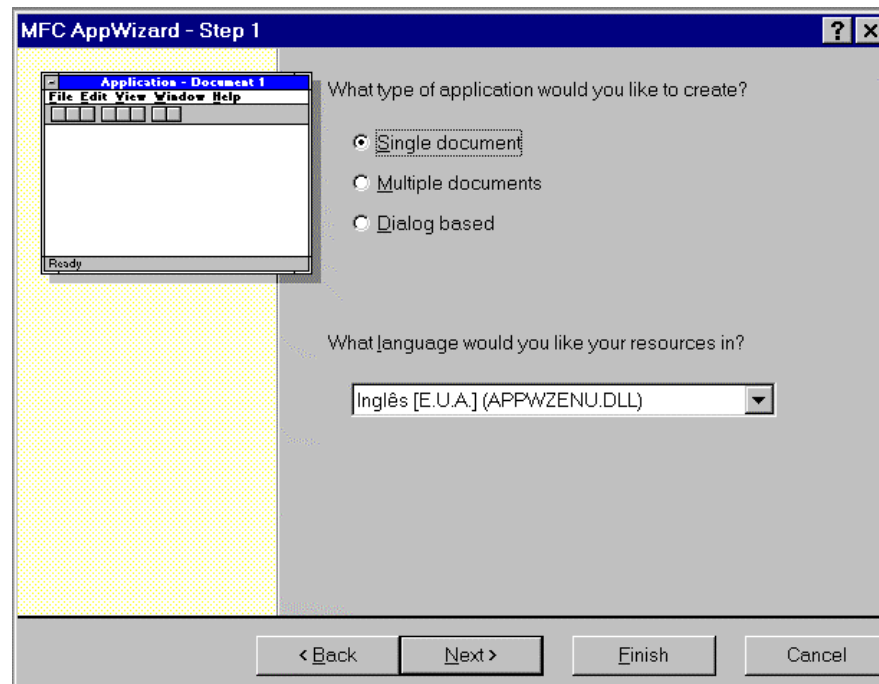 MFC AppWizard - Step 1
Application - Document 1
File Edit View Window Help
Ready
What type of application would you like to create?
Single document
Multiple documents
Dialog based
What language would you like your resources in?
Inglês [E.U.A.] (APPWZENU.DLL)
< Back Next > Finish Cancel